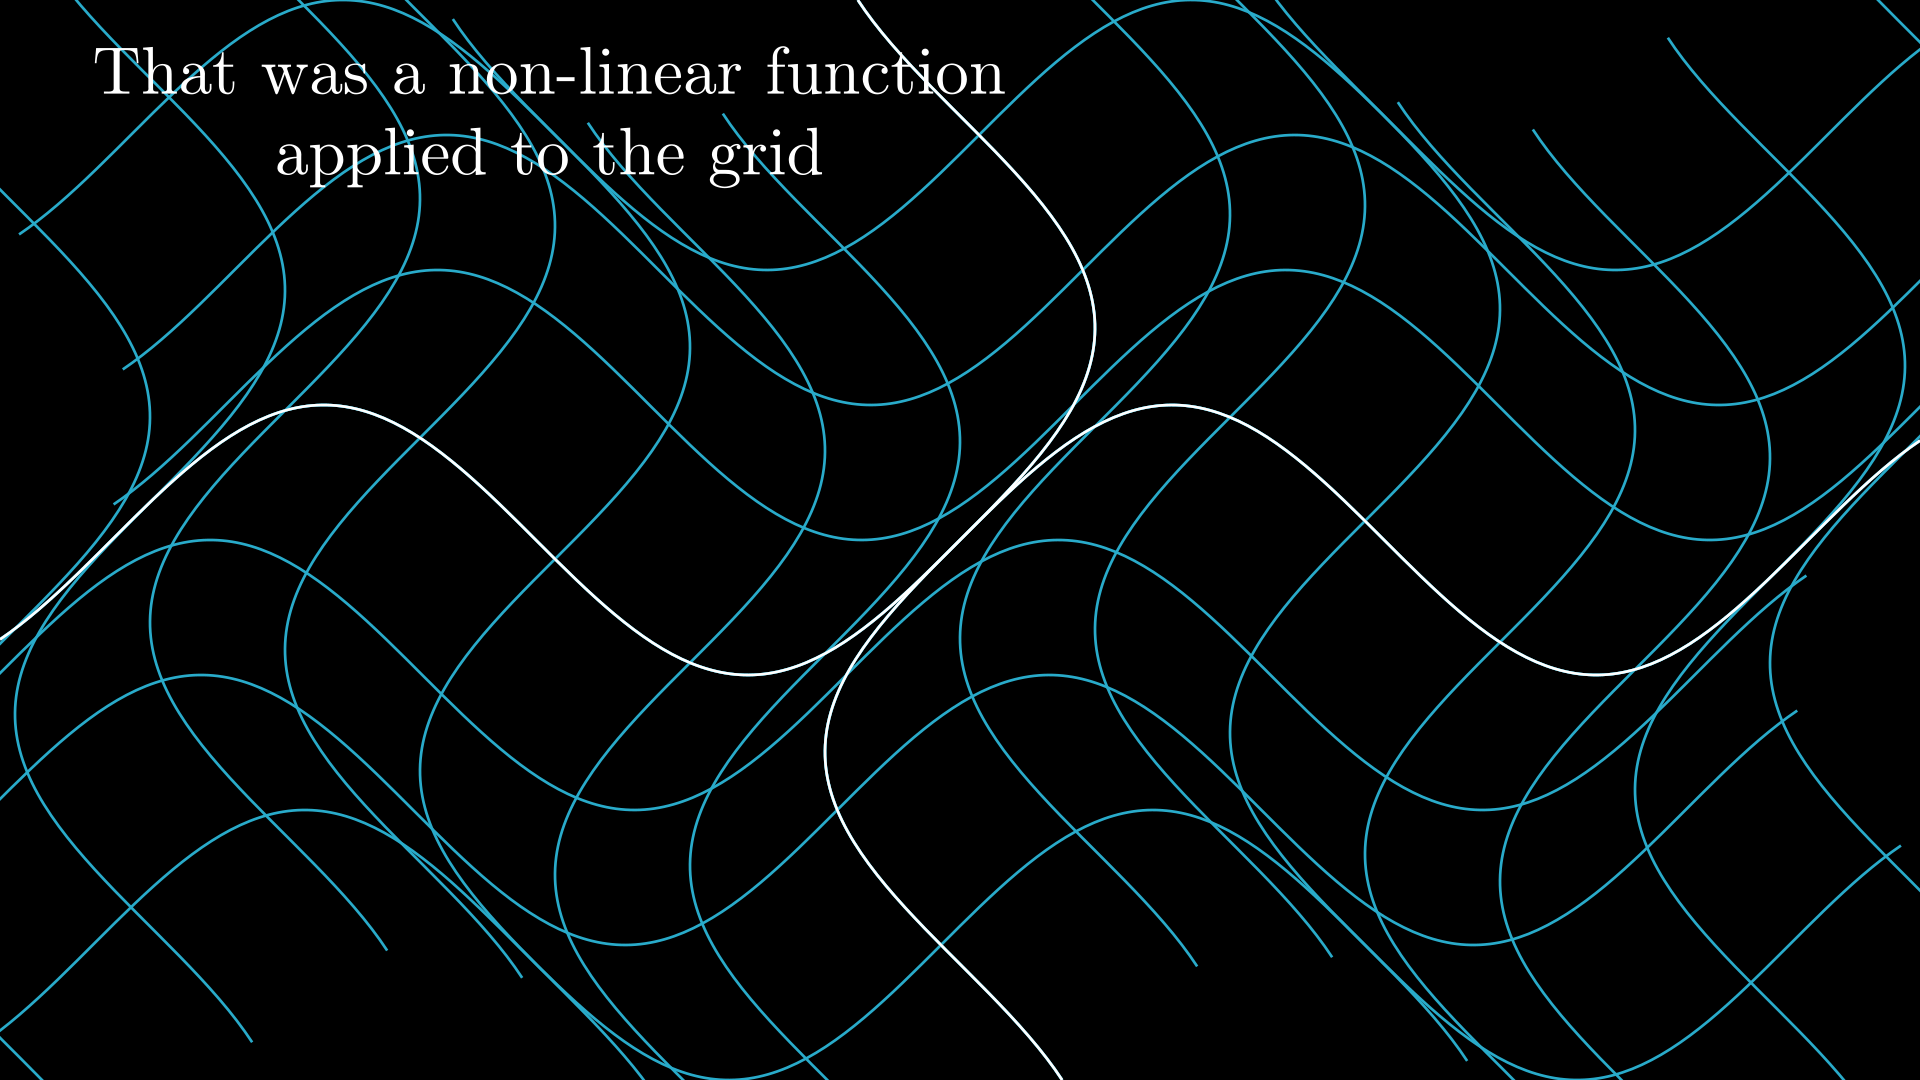 That was a non-linear function
applied to the grid